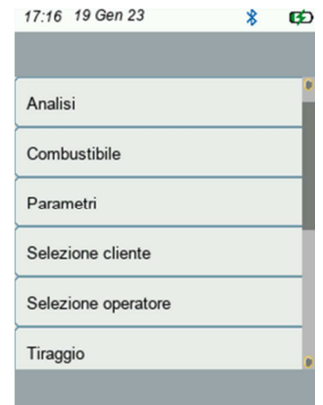 17:16 19 Gen 23
Analisi
Combustibile
Parametri
Selezione cliente
Selezione operatore
Tiraggio